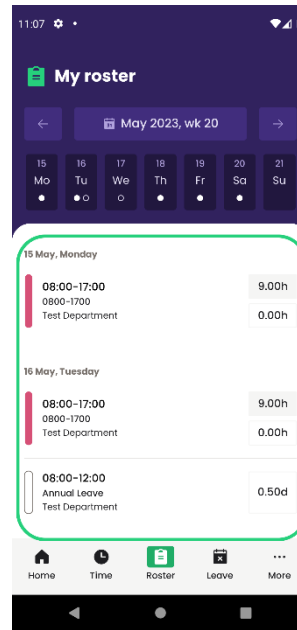 11:07
My roster
May 2023, wk 20
15 16 17 18 19 20 21
Mo Tu We Th Fr Sa Su
15 May, Monday
08:00-17:00 9.00h
0800-1700
Test Department 0.00h
16 May, Tuesday
08:00-17:00 9.00h
0800-1700
Test Department 0.00h
08:00-12:00
Annual Leave 0.50d
Test Department
Home Time Roster Leave More